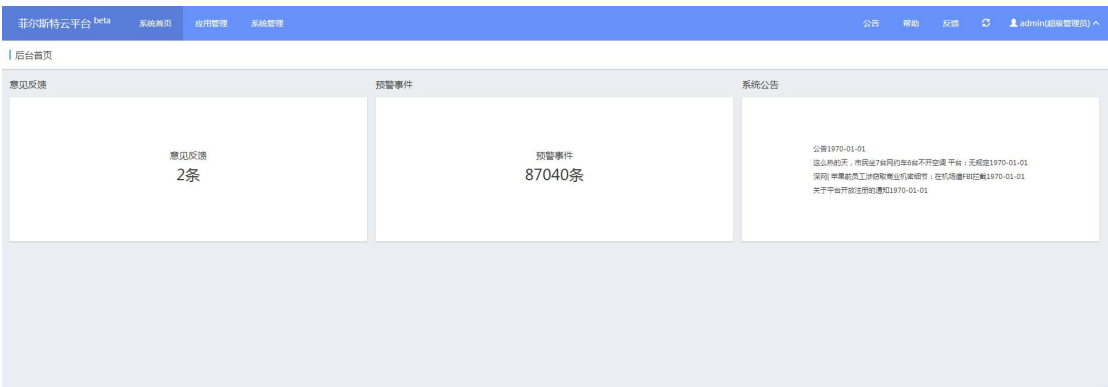 菲尔斯特云平台 beta 系统首页 应用管理 系统管理 公告 帮助 反馈 admin(超级管理员)
后台首页
意见反馈 预警事件 系统公告
意见反馈
2条
预警事件
87040条
公告1970-01-01
这么热的天，市民坐7台网约车6台不开空调 平台：无规定1970-01-01
深网| 苹果前员工涉窃取商业机密细节：在机场遭FBI拦截1970-01-01
关于平台开放注册的通知1970-01-01